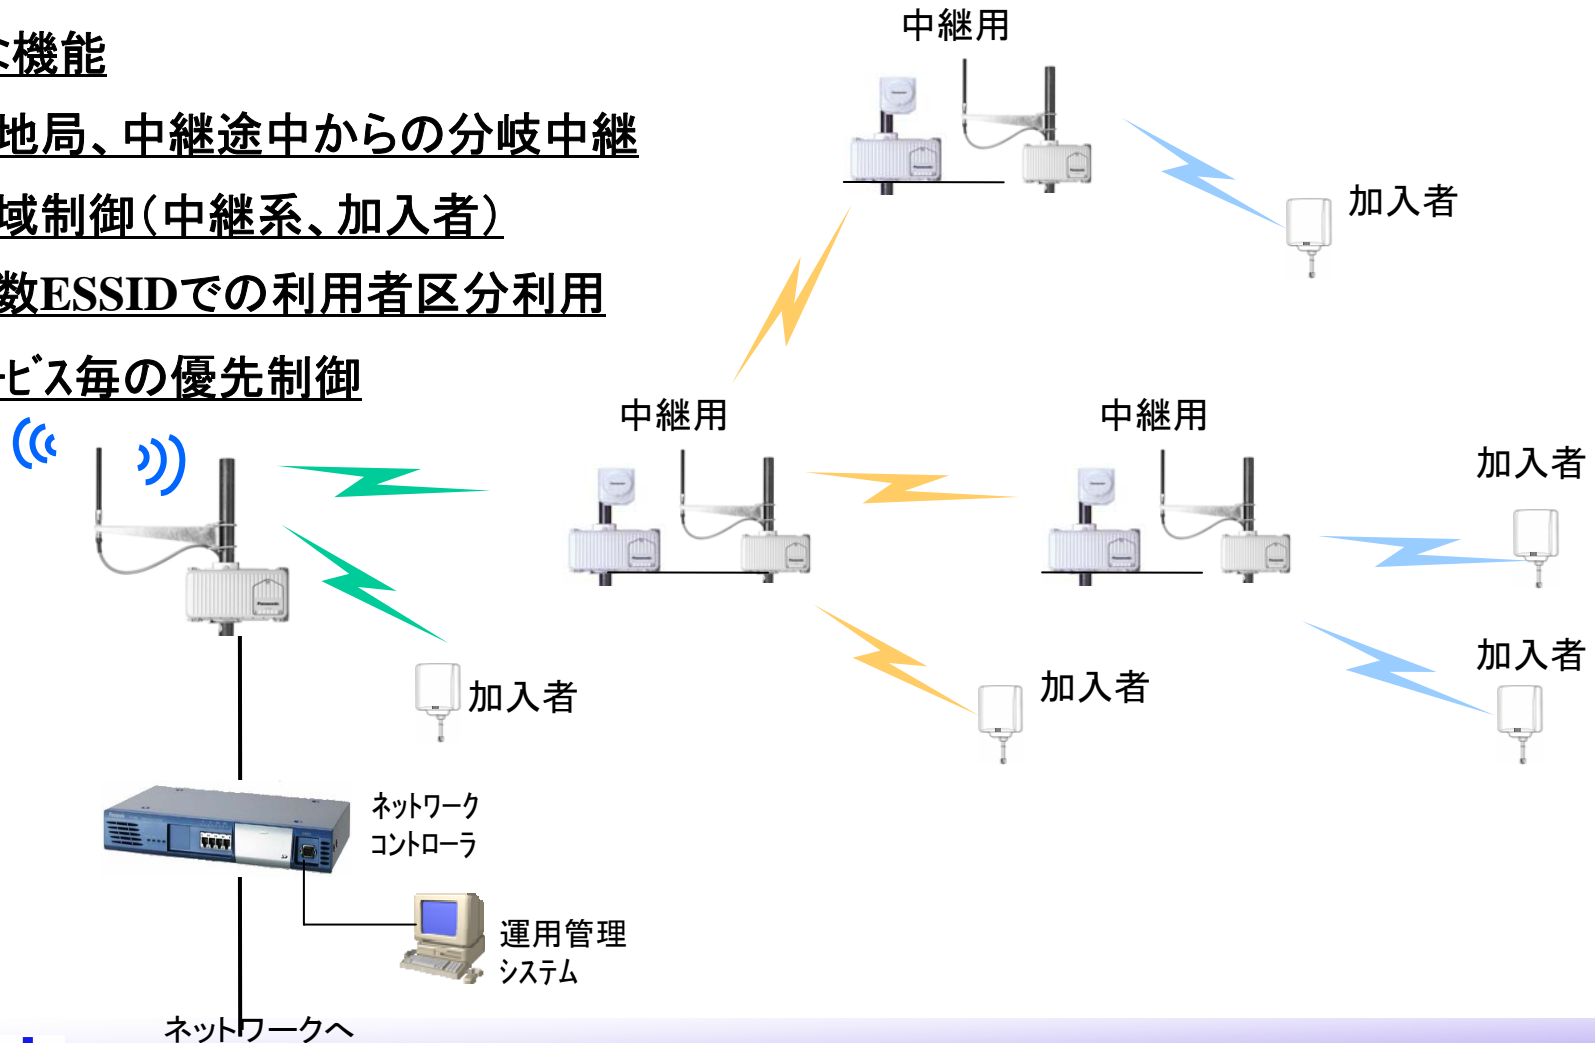 な機能
地局、中継途中からの分岐中継
域制御（中継系、加入者）
数ESSIDでの利用者区分利用
ービス毎の優先制御
中継用
加入者
中継用
中継用
加入者
加入者
加入者
加入者
ネットワーク
コントローラ
運用管理
システム
ネットワークへ